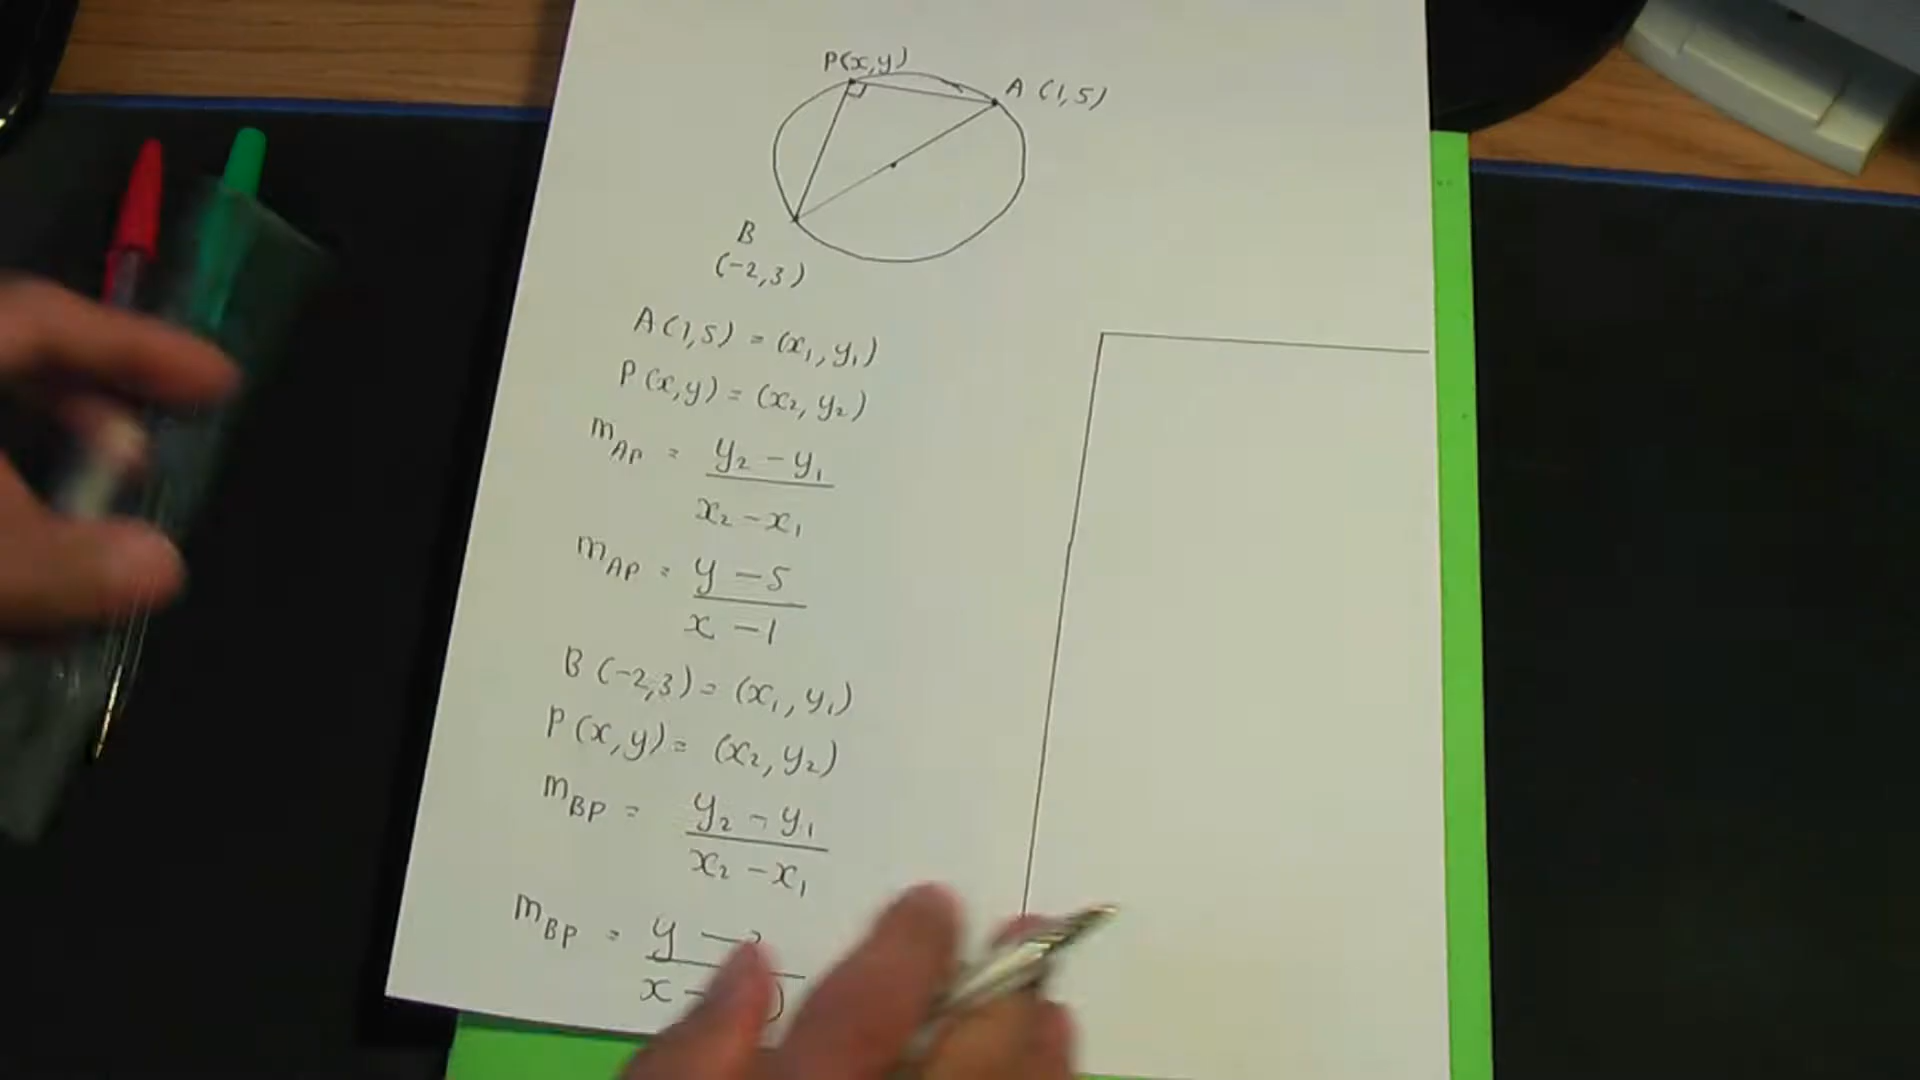 P(x,y)
A (1,5)
B
(-2,3)
A(1,5) = (x₁, y₁)
P(x,y) = (x₂, y₂)
m_AP = y₂ - y₁
x₂ - x₁
m_AP = y - 5
x - 1
B (-2,3) = (x₁, y₁)
P (x,y) = (x₂, y₂)
m_BP = y₂ - y₁
x₂ - x₁
m_BP = y -
x - )